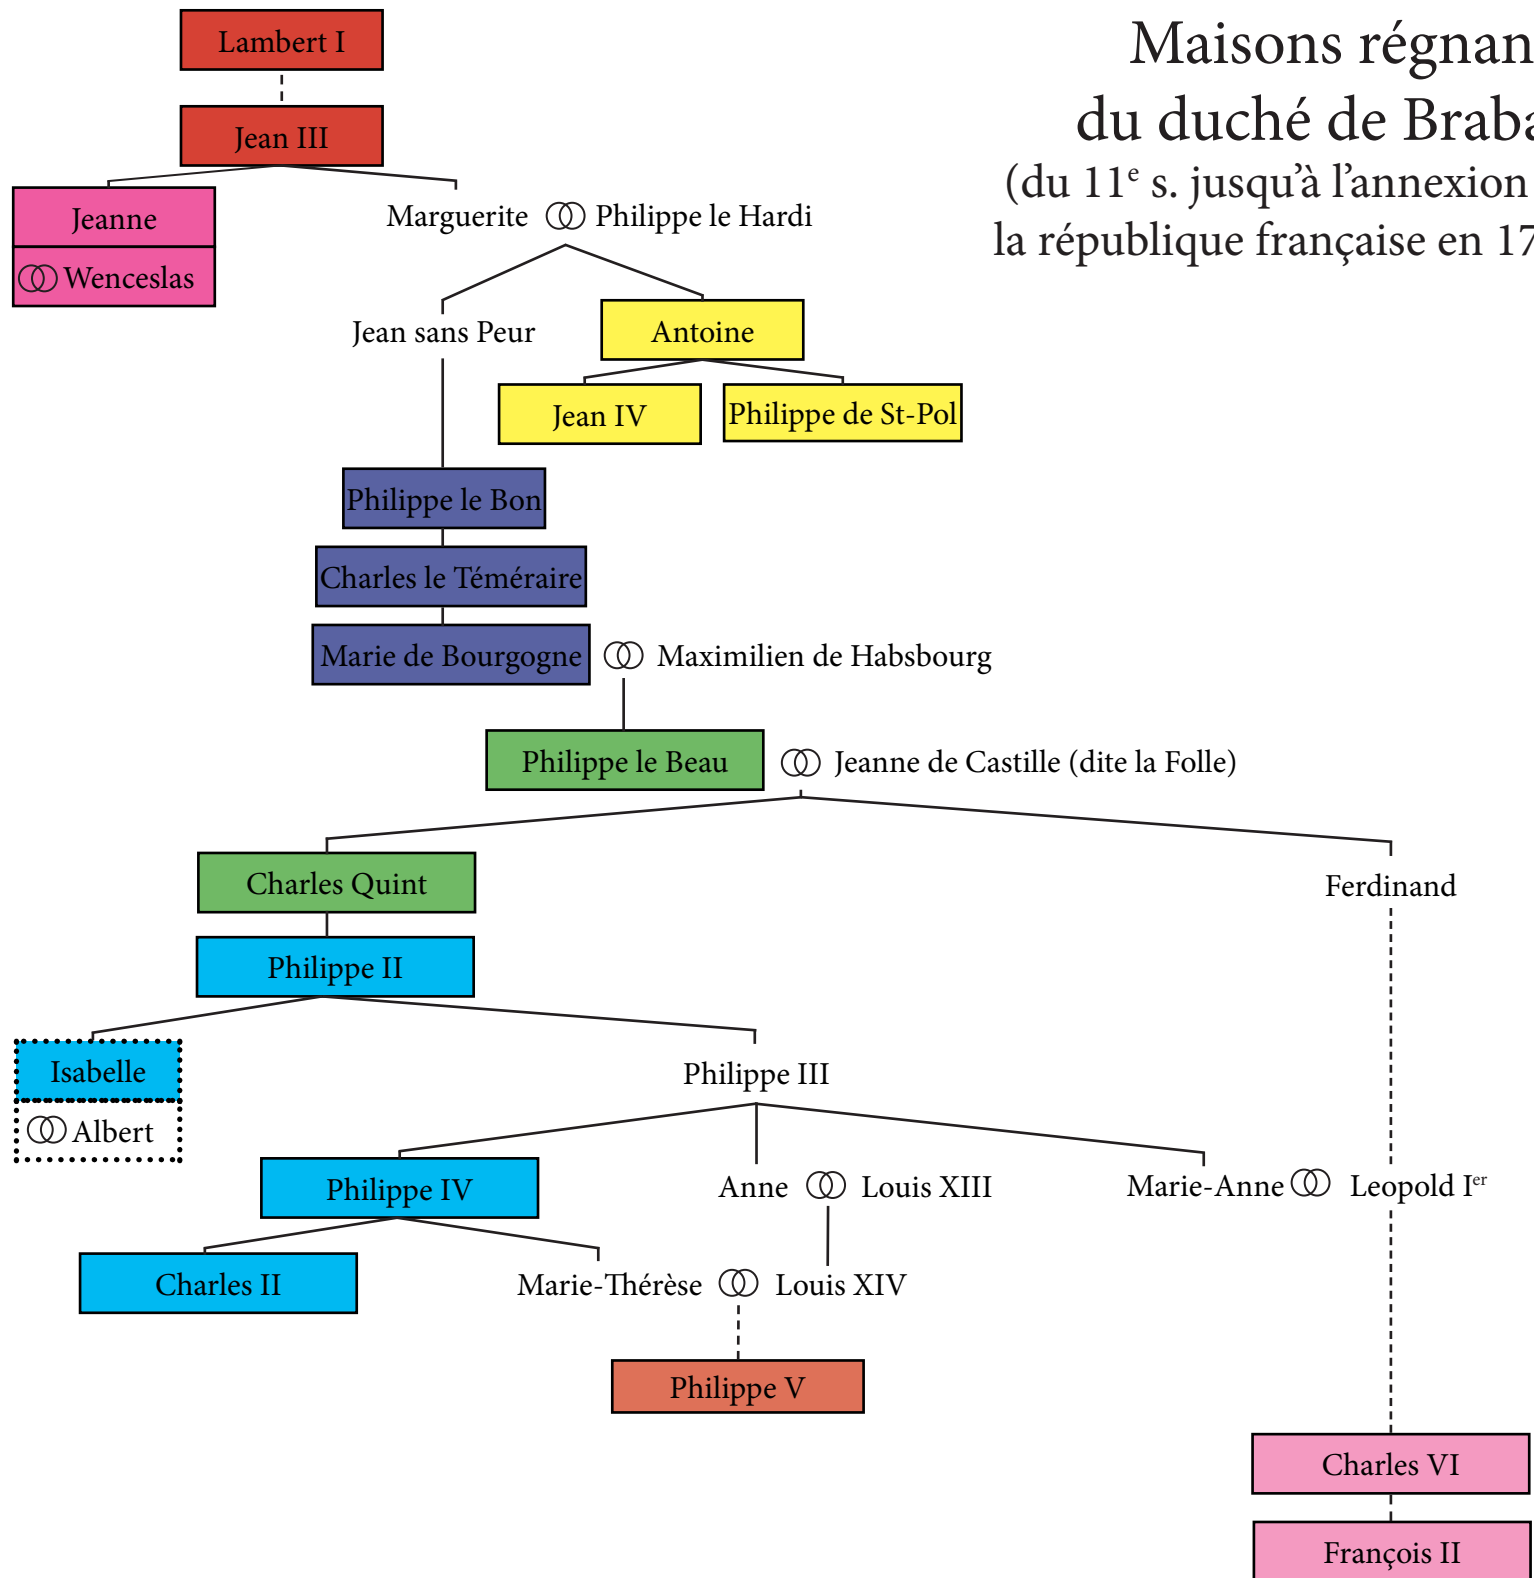 Maisons régnan
du duché de Braba
(du 11e s. jusqu'à l'annexion
la république française en 17
Lambert I
Jean III
Jeanne
Wenceslas
Marguerite Philippe le Hardi
Jean sans Peur
Antoine
Jean IV
Philippe de St-Pol
Philippe le Bon
Charles le Téméraire
Marie de Bourgogne Maximilien de Habsbourg
Philippe le Beau Jeanne de Castille (dite la Folle)
Charles Quint
Ferdinand
Philippe II
Isabelle
Albert
Philippe III
Philippe IV
Anne Louis XIII
Marie-Anne Leopold Ier
Charles II
Marie-Thérèse Louis XIV
Philippe V
Charles VI
François II